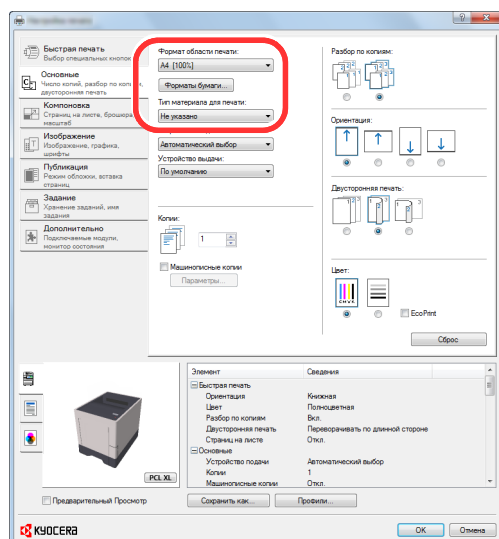 Быстрая печать
Выбор специальных кнопок
Основные
Число копий, разбор по копиям,
двусторонняя печать
Компоновка
Страниц на листе, брошюра,
масштаб
Изображение
Изображение, графика,
шрифты
Публикация
Режим обложки, вставка
страниц
Задание
Хранение заданий, имя
задания
Дополнительно
Подключаемые модули,
монитор состояния
Формат области печати:
A4 [100%]
Форматы бумаги...
Тип материала для печати:
Не указано
Автоматический выбор
Устройство выдачи:
По умолчанию
Копии:
1
Машинописные копии
Параметры...
Разбор по копиям:
Ориентация:
Двусторонняя печать:
Цвет:
CMYK
EcoPrint
Сброс
PCL XL
Предварительный Просмотр
Элемент Сведения
Быстрая печать
Ориентация Книжная
Цвет Полноцветная
Разбор по копиям Вкл.
Двусторонняя печать Переворачивать по длинной стороне
Страниц на листе Откл.
Основные
Устройство подачи Автоматический выбор
Копии 1
Машинописные копии Откл.
Сохранить как... Профили...
KYOCERA
OK Отмена